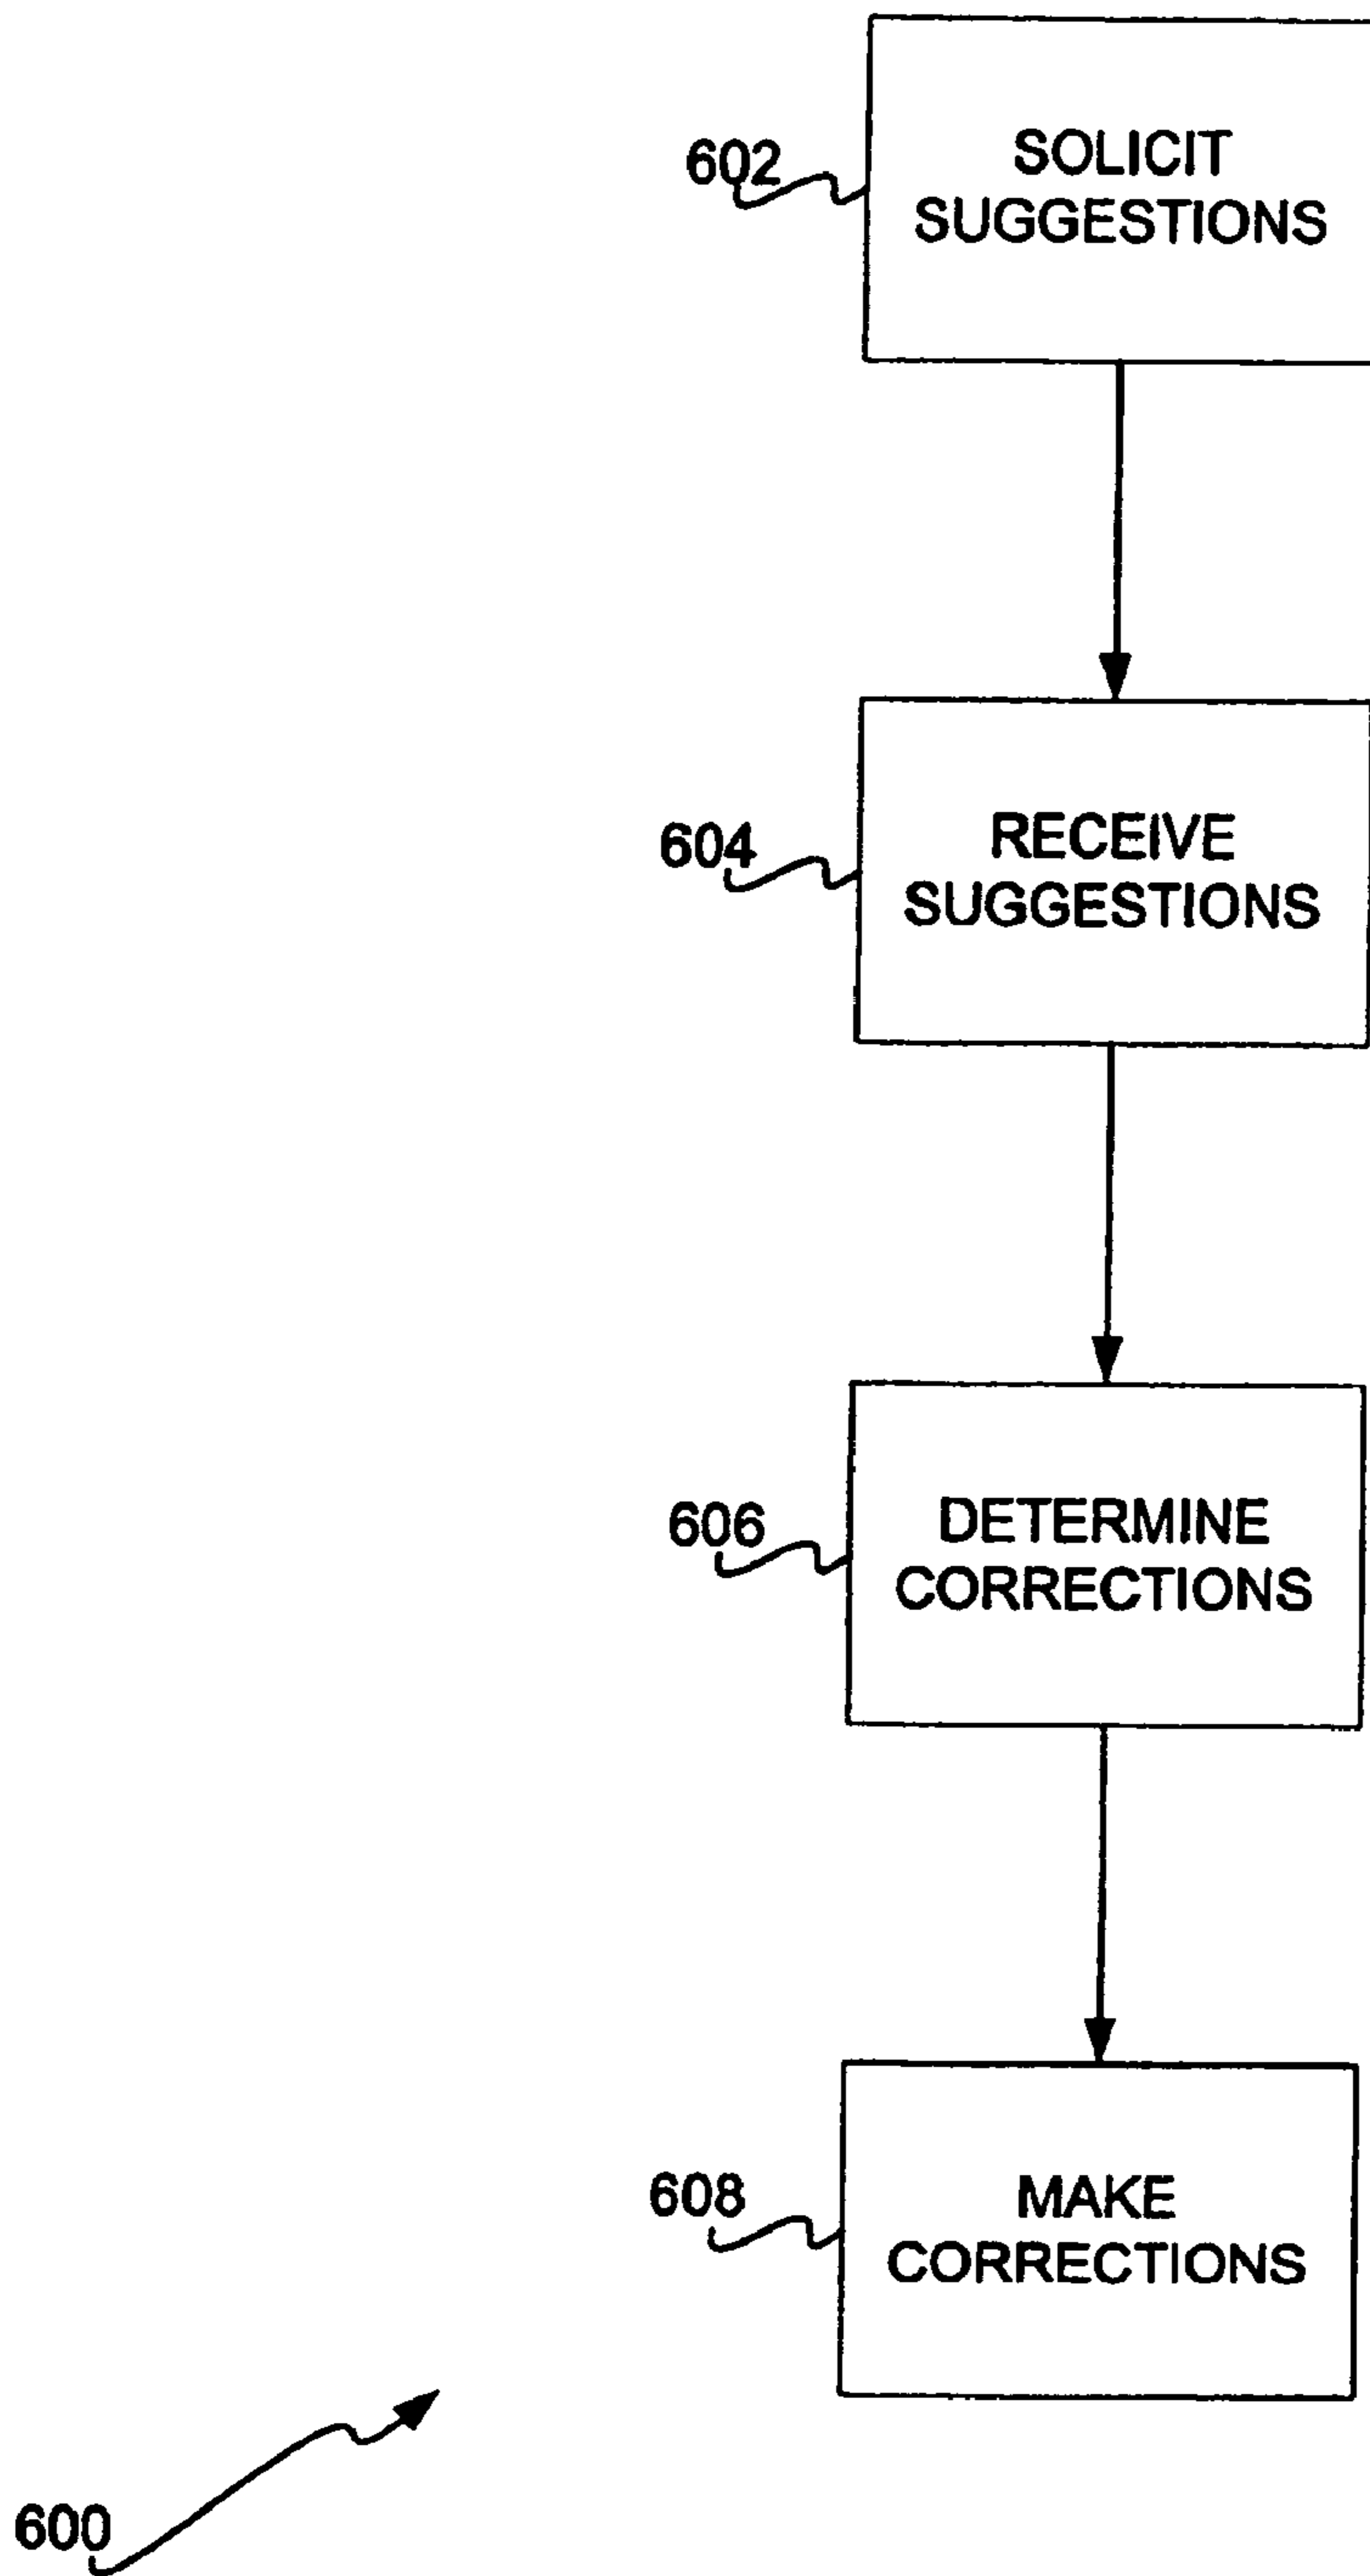 602
SOLICIT
SUGGESTIONS
604
RECEIVE
SUGGESTIONS
606
DETERMINE
CORRECTIONS
608
MAKE
CORRECTIONS
600